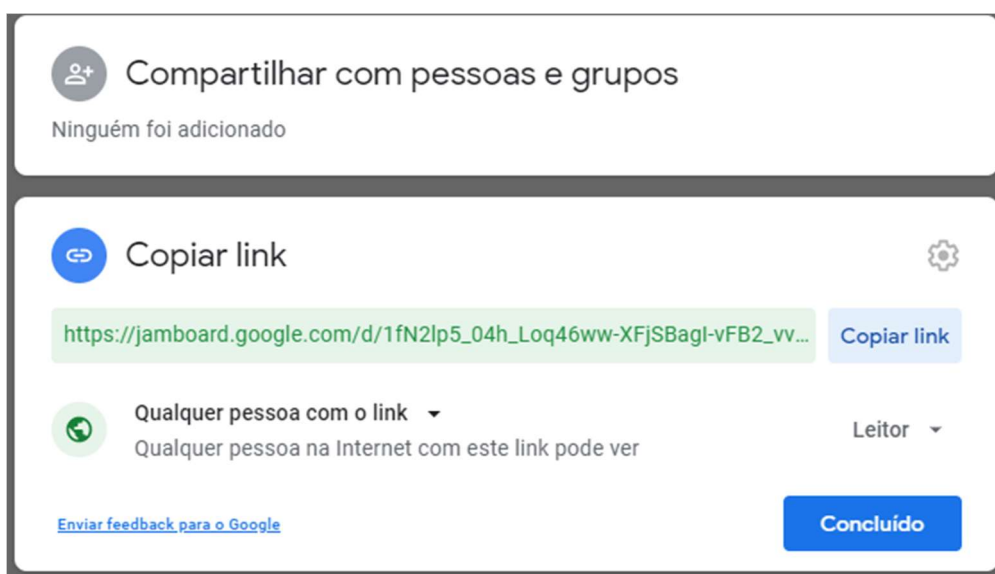 Compartilhar com pessoas e grupos
Ninguém foi adicionado
Copiar link
https://jamboard.google.com/d/1fN2lp5_04h_Loq46ww-XFjSBagI-vFB2_vv... Copiar link
Qualquer pessoa com o link
Qualquer pessoa na Internet com este link pode ver
Leitor
Enviar feedback para o Google
Concluído